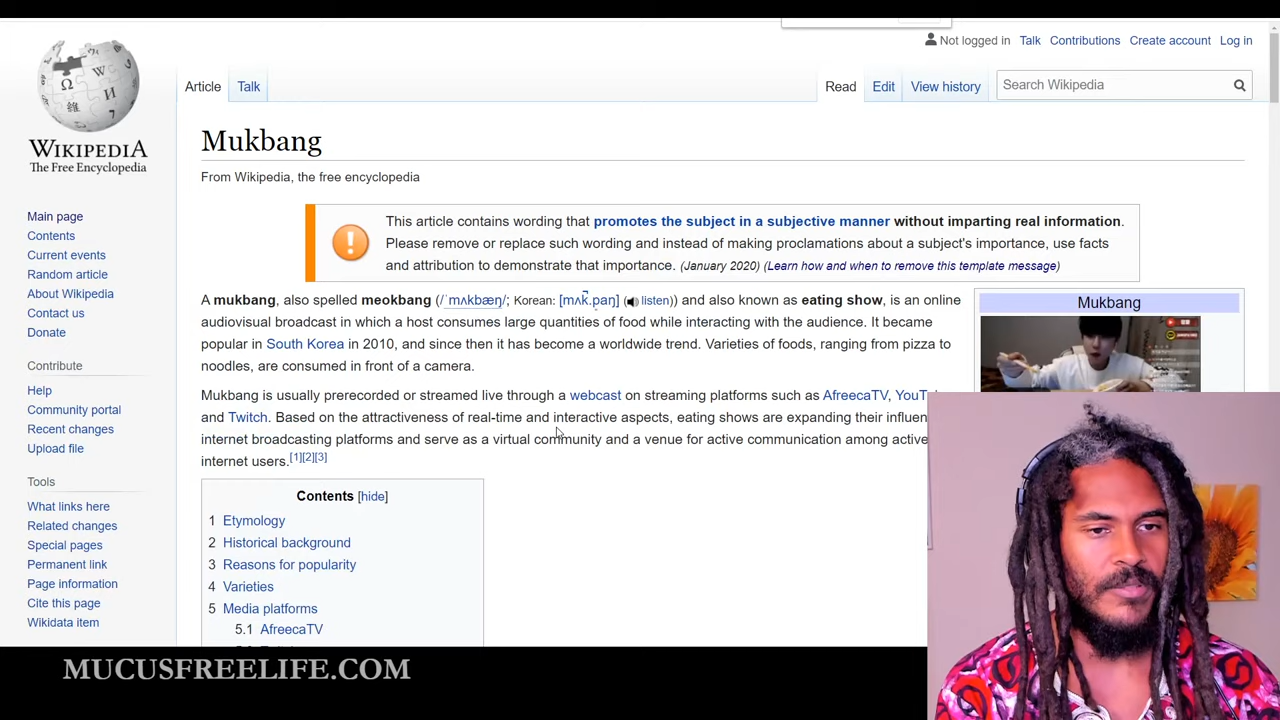 Not logged in Talk Contributions Create account Log in
Article Talk Read Edit View history Search Wikipedia
WIKIPEDIA
The Free Encyclopedia
Main page
Contents
Current events
Random article
About Wikipedia
Contact us
Donate
Contribute
Help
Community portal
Recent changes
Upload file
Tools
What links here
Related changes
Special pages
Permanent link
Page information
Cite this page
Wikidata item
Mukbang
From Wikipedia, the free encyclopedia
This article contains wording that promotes the subject in a subjective manner without imparting real information.
Please remove or replace such wording and instead of making proclamations about a subject's importance, use facts
and attribution to demonstrate that importance. (January 2020) (Learn how and when to remove this template message)
A mukbang, also spelled meokbang (/ˈmʌkbæŋ/; Korean: [mʌk̚.paŋ] (listen)) and also known as eating show, is an online
audiovisual broadcast in which a host consumes large quantities of food while interacting with the audience. It became
popular in South Korea in 2010, and since then it has become a worldwide trend. Varieties of foods, ranging from pizza to
noodles, are consumed in front of a camera.
Mukbang is usually prerecorded or streamed live through a webcast on streaming platforms such as AfreecaTV, YouT
and Twitch. Based on the attractiveness of real-time and interactive aspects, eating shows are expanding their influen
internet broadcasting platforms and serve as a virtual community and a venue for active communication among active
internet users.[1][2][3]
Mukbang
Contents [hide]
1 Etymology
2 Historical background
3 Reasons for popularity
4 Varieties
5 Media platforms
5.1 AfreecaTV
MUCUSFREELIFE.COM